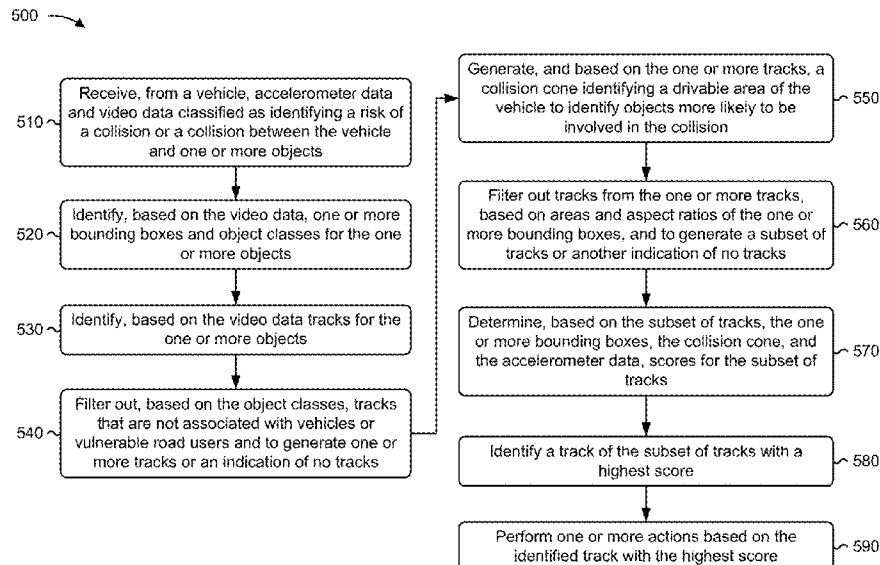 500
510
Receive, from a vehicle, accelerometer data
and video data classified as identifying a risk of
a collision or a collision between the vehicle
and one or more objects
520
Identify, based on the video data, one or more
bounding boxes and object classes for the one
or more objects
530
Identify, based on the video data tracks for the
one or more objects
540
Filter out, based on the object classes, tracks
that are not associated with vehicles or
vulnerable road users and to generate one or
more tracks or an indication of no tracks
Generate, and based on the one or more tracks, a
collision cone identifying a drivable area of the
vehicle to identify objects more likely to be
involved in the collision
550
Filter out tracks from the one or more tracks,
based on areas and aspect ratios of the one or
more bounding boxes, and to generate a subset of
tracks or another indication of no tracks
560
Determine, based on the subset of tracks, the one
or more bounding boxes, the collision cone, and
the accelerometer data, scores for the subset of
tracks
570
Identify a track of the subset of tracks with a
highest score
580
Perform one or more actions based on the
identified track with the highest score
590